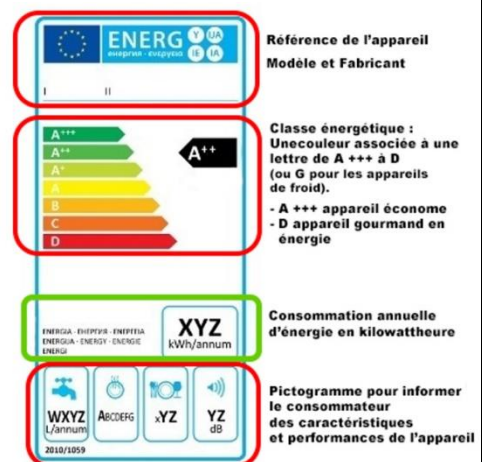 ENERG Y UA
енергия · ενεργεια IE IA
Référence de l'appareil
Modèle et Fabricant
I II
A+++
A++
A+
A
B
C
D
A++
Classe énergétique :
Unecouleur associée à une
lettre de A +++ à D
(ou G pour les appareils
de froid).
- A +++ appareil économe
- D appareil gourmand en
énergie
ENERGIA · ЕНЕРГИЯ · ΕΝΕΡΓΕΙΑ
ENERGIJA · ENERGY · ENERGIE
ENERGI
XYZ
kWh/annum
Consommation annuelle
d'énergie en kilowattheure
WXYZ
L/annum
ABCDEFG
xYZ
YZ
dB
2010/1059
Pictogramme pour informer
le consommateur
des caractéristiques
et performances de l'appareil